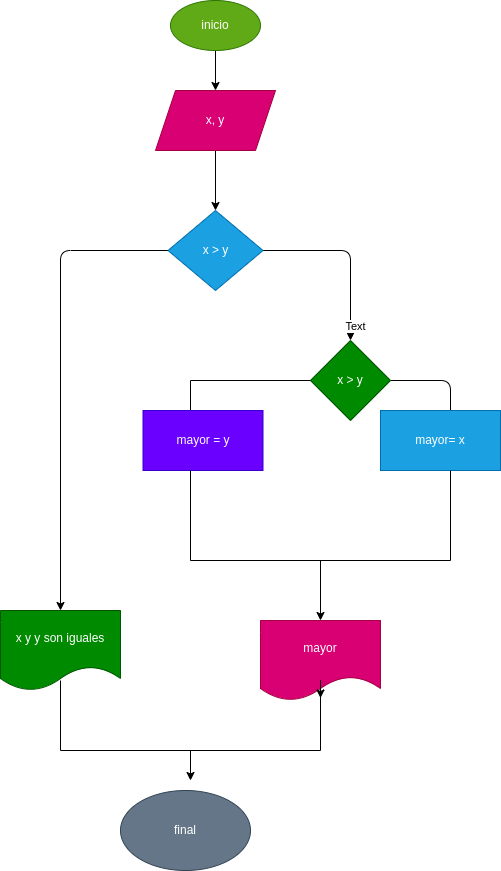 inicio
x, y
x > y
Text
x > y
mayor = y
mayor= x
x y y son iguales
mayor
final